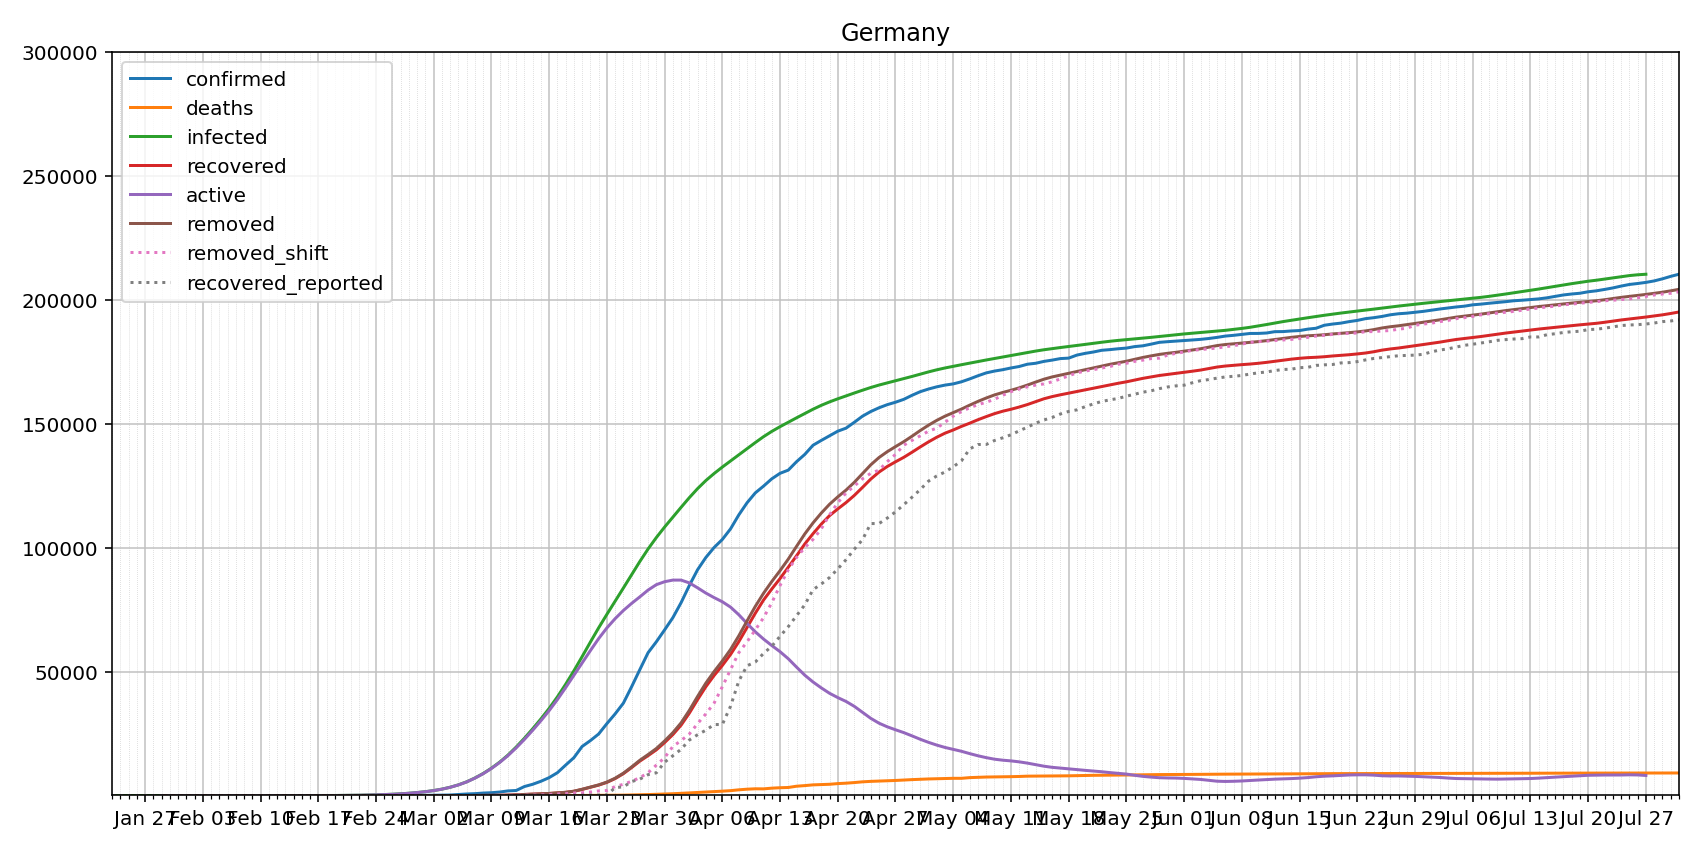 Germany
300000
250000
200000
150000
100000
50000
confirmed
deaths
infected
recovered
active
removed
removed_shift
recovered_reported
Jan 27 Feb 03 Feb 10 Feb 17 Feb 24 Mar 02 Mar 09 Mar 16 Mar 23 Mar 30 Apr 06 Apr 13 Apr 20 Apr 27 May 04 May 11 May 18 May 25 Jun 01 Jun 08 Jun 15 Jun 22 Jun 29 Jul 06 Jul 13 Jul 20 Jul 27